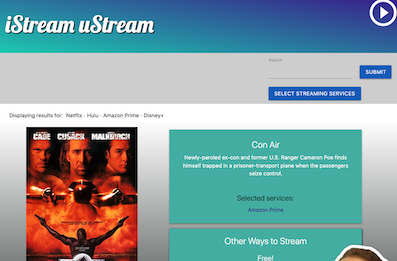 iStream uStream
Search
SUBMIT
SELECT STREAMING SERVICES
Displaying results for: Netflix · Hulu · Amazon Prime · Disney+
CAGE CUSACK MALKOVICH
Con Air
Newly-paroled ex-con and former U.S. Ranger Cameron Poe finds
himself trapped in a prisoner-transport plane when the passengers
seize control.
Selected services:
Amazon Prime
Other Ways to Stream
Free!